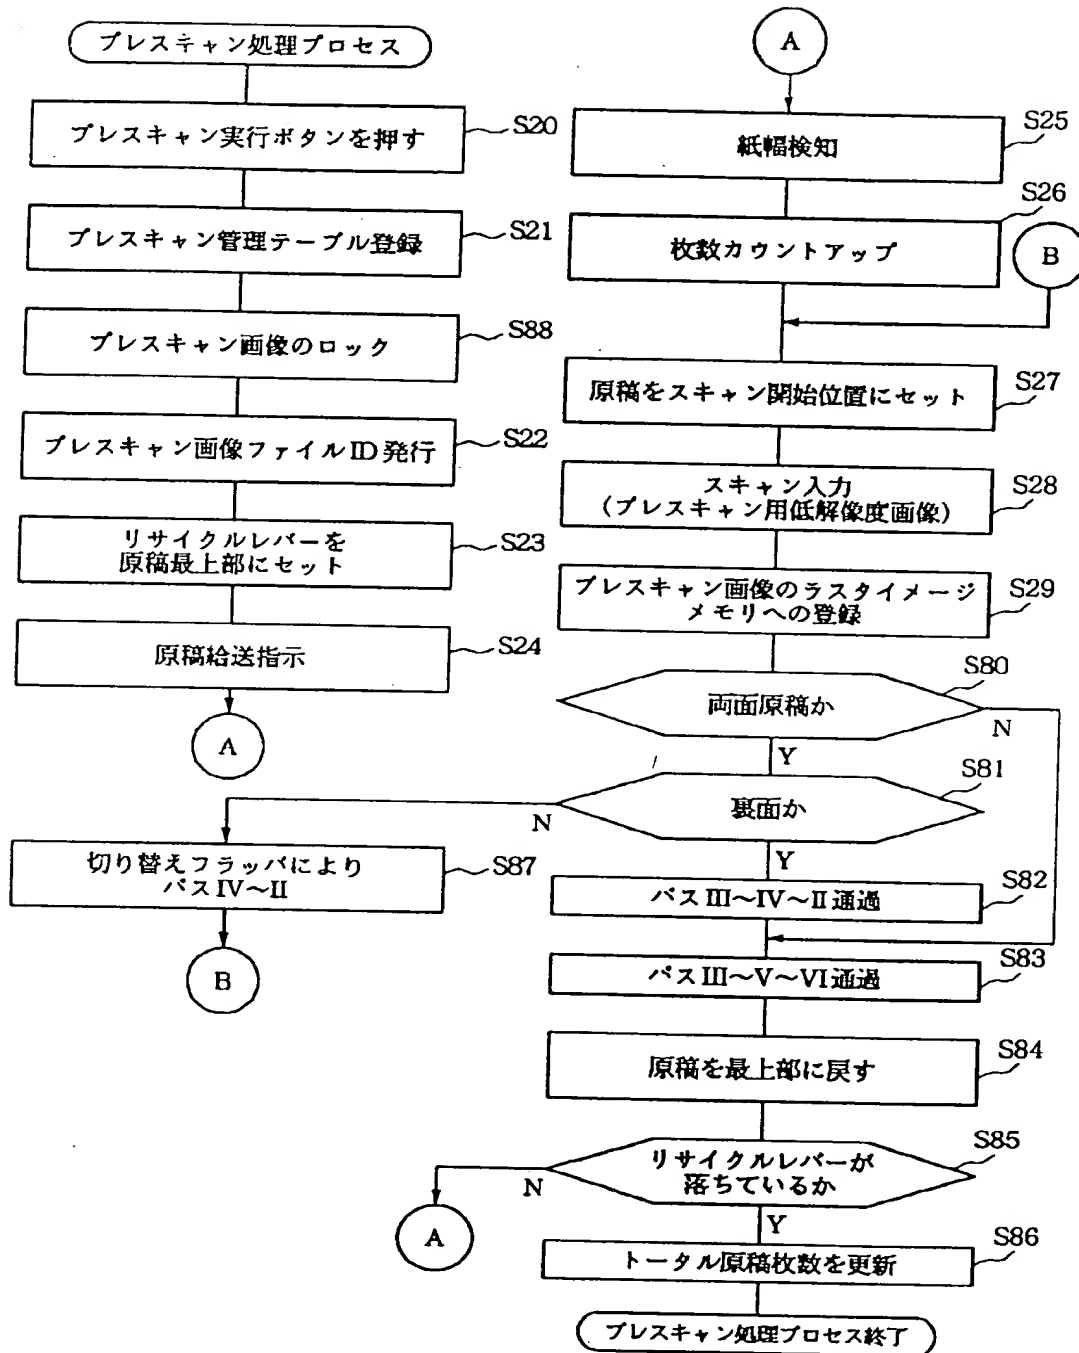 プレスキャン処理プロセス
プレスキャン実行ボタンを押す
S20
プレスキャン管理テーブル登録
S21
プレスキャン画像のロック
S88
プレスキャン画像ファイルID発行
S22
リサイクルレバーを
原稿最上部にセット
S23
原稿給送指示
S24
A
A
紙幅検知
S25
枚数カウントアップ
S26
B
原稿をスキャン開始位置にセット
S27
スキャン入力
(プレスキャン用低解像度画像)
S28
プレスキャン画像のラスタイメージ
メモリへの登録
S29
両面原稿か
S80
N
Y
裏面か
S81
N
Y
切り替えフラッパにより
パスIV～II
S87
B
パスIII～IV～II通過
S82
パスIII～V～VI通過
S83
原稿を最上部に戻す
S84
リサイクルレバーが
落ちているか
S85
N
Y
A
トータル原稿枚数を更新
S86
プレスキャン処理プロセス終了